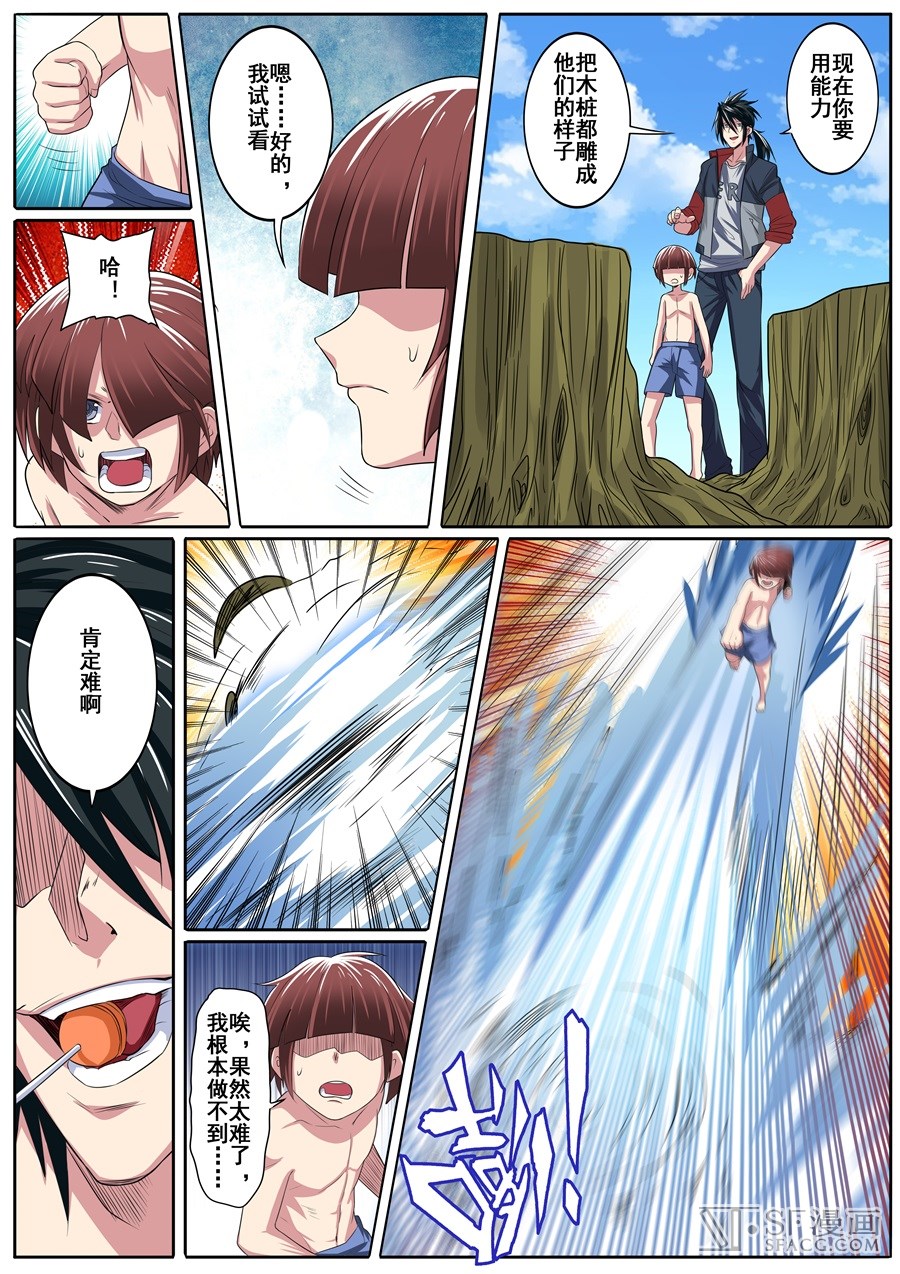 现在你要
用能力
把木桩都雕成
他们的样子
ER
嗯……好的，
我试试看
哈！
唉，果然太难了，
我根本做不到……
肯定难啊
SF漫画
SFACG.COM